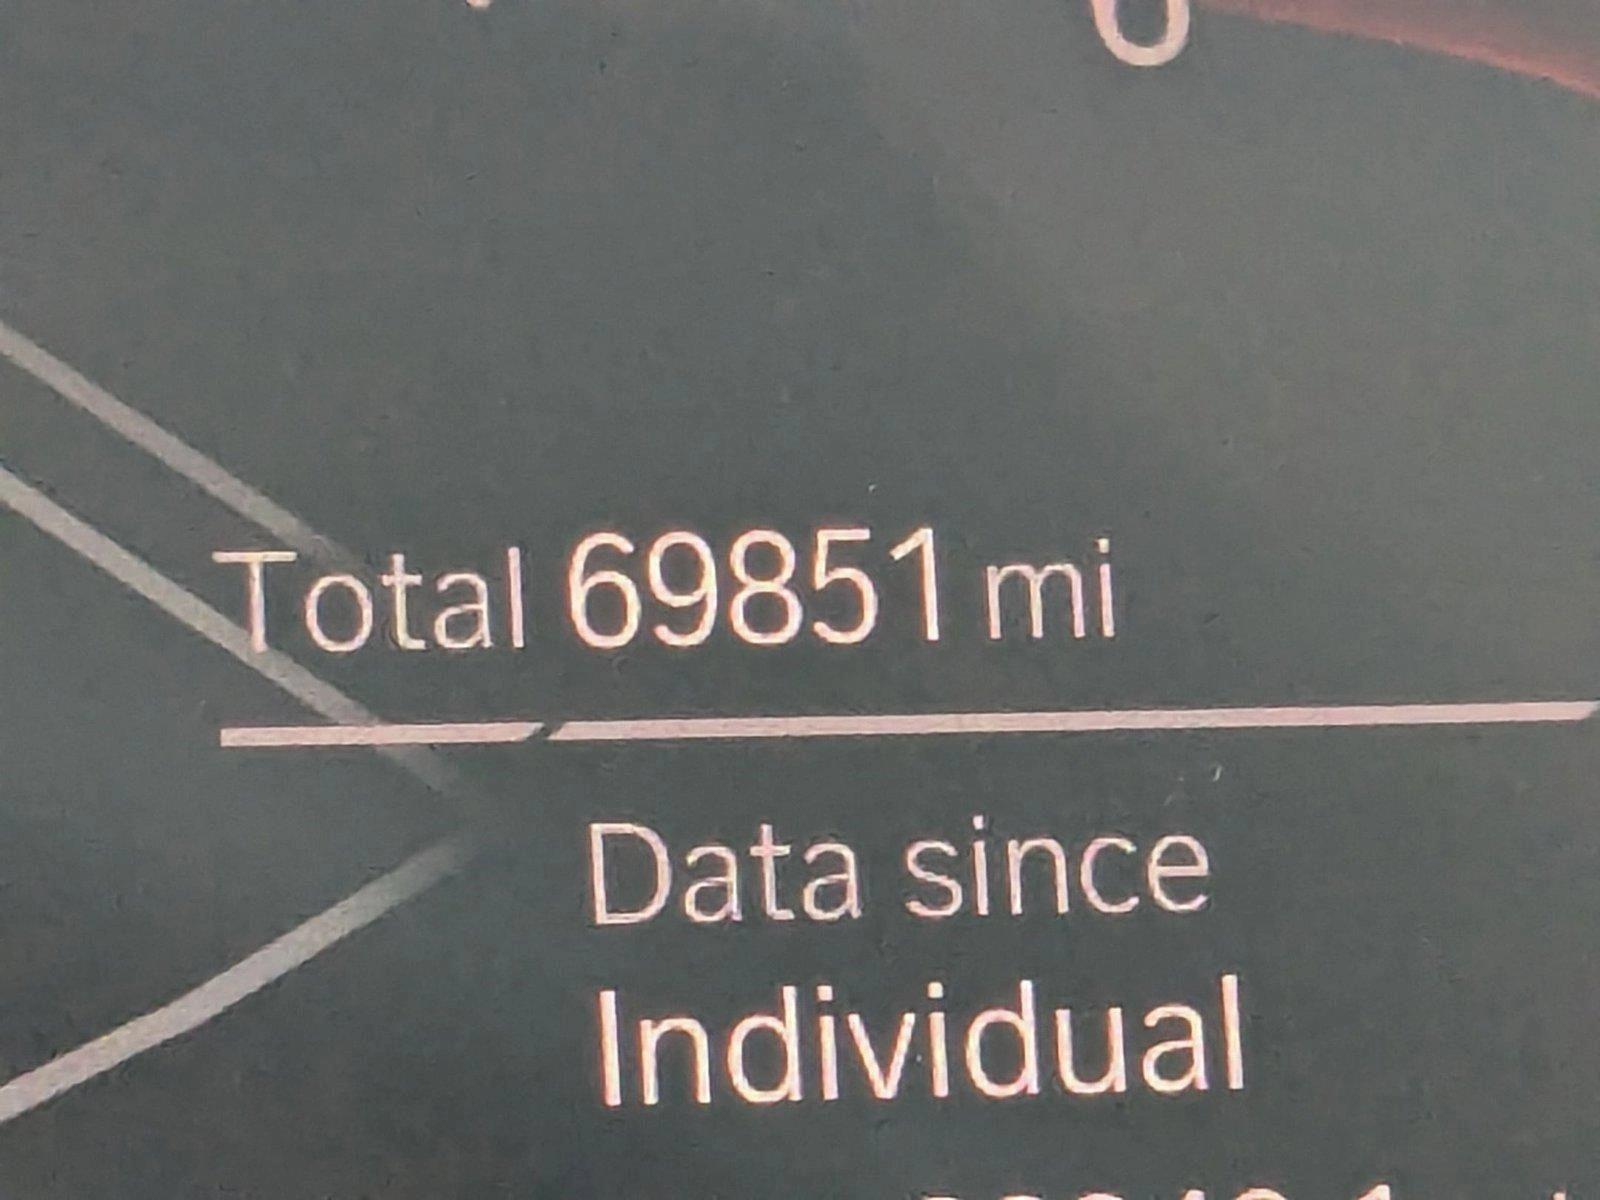 Total 69851 mi
Data since
Individual